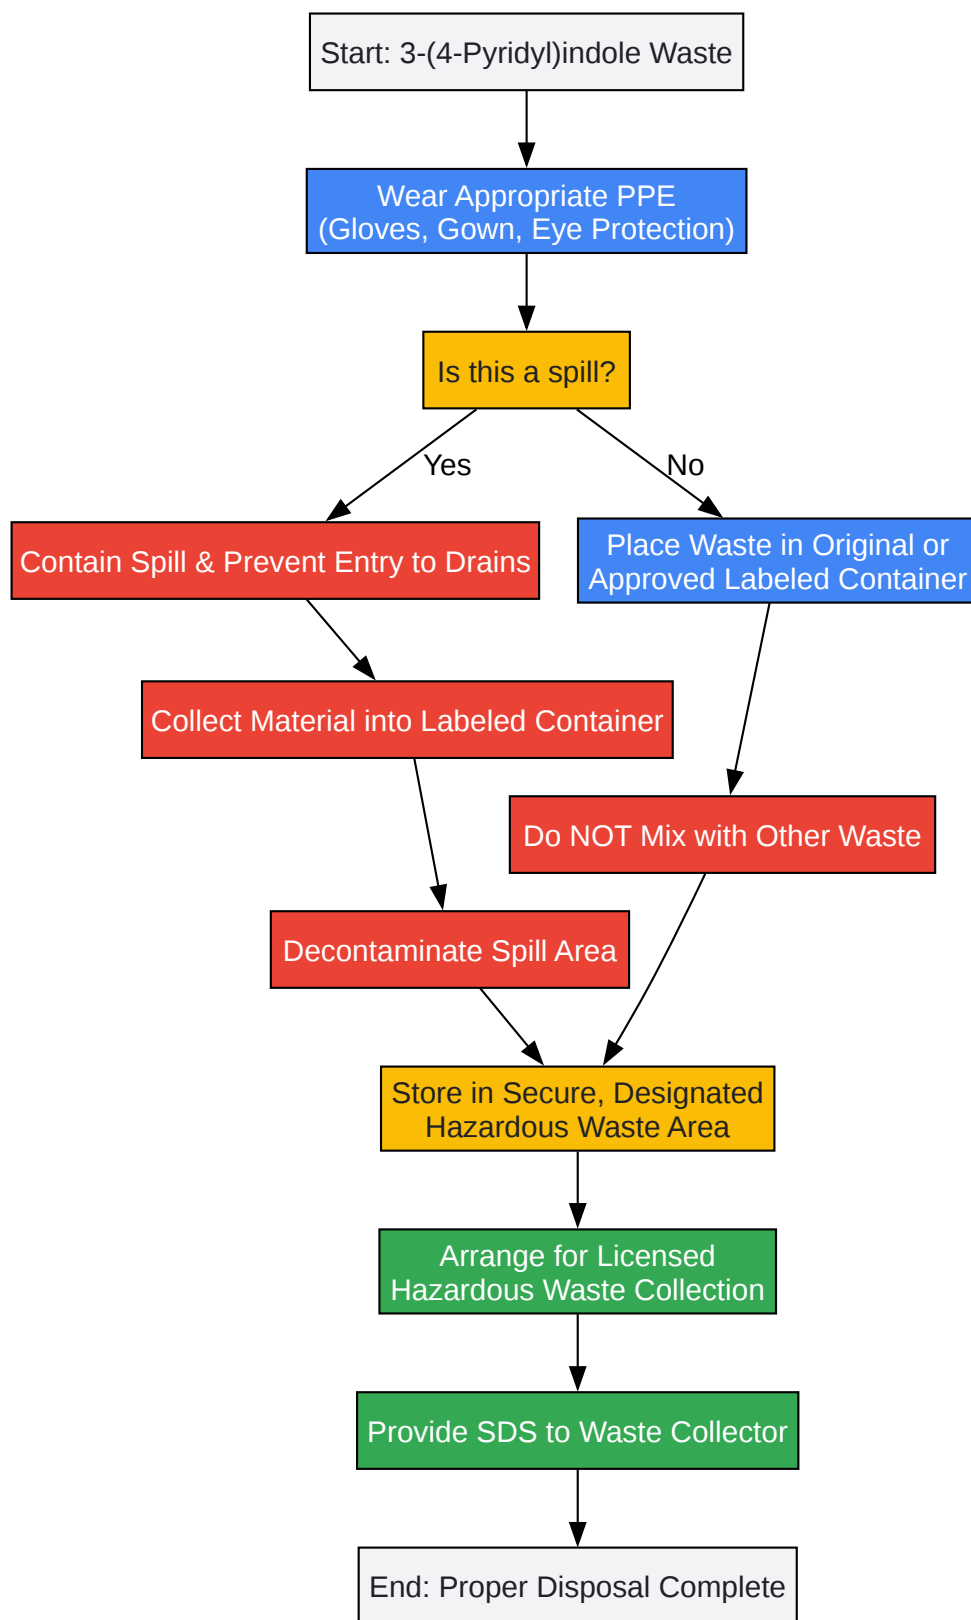 Start: 3-(4-Pyridyl)indole Waste
Wear Appropriate PPE
(Gloves, Gown, Eye Protection)
Is this a spill?
Yes
No
Contain Spill & Prevent Entry to Drains
Place Waste in Original or
Approved Labeled Container
Collect Material into Labeled Container
Do NOT Mix with Other Waste
Decontaminate Spill Area
Store in Secure, Designated
Hazardous Waste Area
Arrange for Licensed
Hazardous Waste Collection
Provide SDS to Waste Collector
End: Proper Disposal Complete